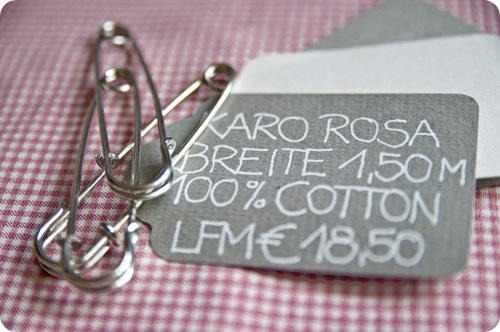 KARO ROSA
BREITE 1,50 M
100% COTTON
LFM € 18,50